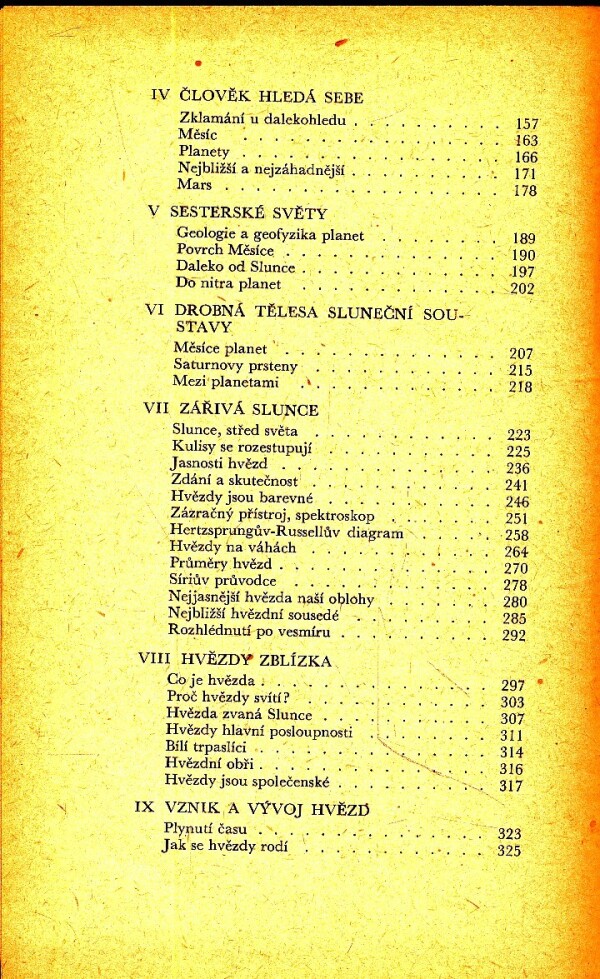 IV ČLOVĚK HLEDÁ SEBE
Zklamání u dalekohledu . . . . . . . . . 157
Měsíc . . . . . . . . . . . . . . . 163
Planety . . . . . . . . . . . . . . . 166
Nejbližší a nejzáhadnější . . . . . . . . . 171
Mars . . . . . . . . . . . . . . . . 178
V SESTERSKÉ SVĚTY
Geologie a geofyzika planet . . . . . . . . 189
Povrch Měsíce . . . . . . . . . . . . . 190
Daleko od Slunce . . . . . . . . . . . . 197
Do nitra planet . . . . . . . . . . . . 202
VI DROBNÁ TĚLESA SLUNEČNÍ SOU-
STAVY
Měsíce planet . . . . . . . . . . . . . 207
Saturnovy prsteny . . . . . . . . . . . 215
Mezi planetami . . . . . . . . . . . . 218
VII ZÁŘIVÁ SLUNCE
Slunce, střed světa . . . . . . . . . . . 223
Kulisy se rozestupují . . . . . . . . . . 225
Jasnosti hvězd . . . . . . . . . . . . . 236
Zdání a skutečnost . . . . . . . . . . . 241
Hvězdy jsou barevné . . . . . . . . . . 246
Zázračný přístroj, spektroskop . . . . . . . 251
Hertzsprungův-Russellův diagram . . . . . . 258
Hvězdy na váhách . . . . . . . . . . . 264
Průměry hvězd . . . . . . . . . . . . . 270
Síriův průvodce . . . . . . . . . . . . 278
Nejjasnější hvězda naší oblohy . . . . . . . 280
Nejbližší hvězdní sousedé . . . . . . . . . 285
Rozhlédnutí po vesmíru . . . . . . . . . . 292
VIII HVĚZDY ZBLÍZKA
Co je hvězda . . . . . . . . . . . . . 297
Proč hvězdy svítí? . . . . . . . . . . . 303
Hvězda zvaná Slunce . . . . . . . . . . 307
Hvězdy hlavní posloupnosti . . . . . . . . 311
Bílí trpaslíci . . . . . . . . . . . . . . 314
Hvězdní obři . . . . . . . . . . . . . . 316
Hvězdy jsou společenské . . . . . . . . . 317
IX VZNIK A VÝVOJ HVĚZD
Plynutí času . . . . . . . . . . . . . . 323
Jak se hvězdy rodí . . . . . . . . . . . 325